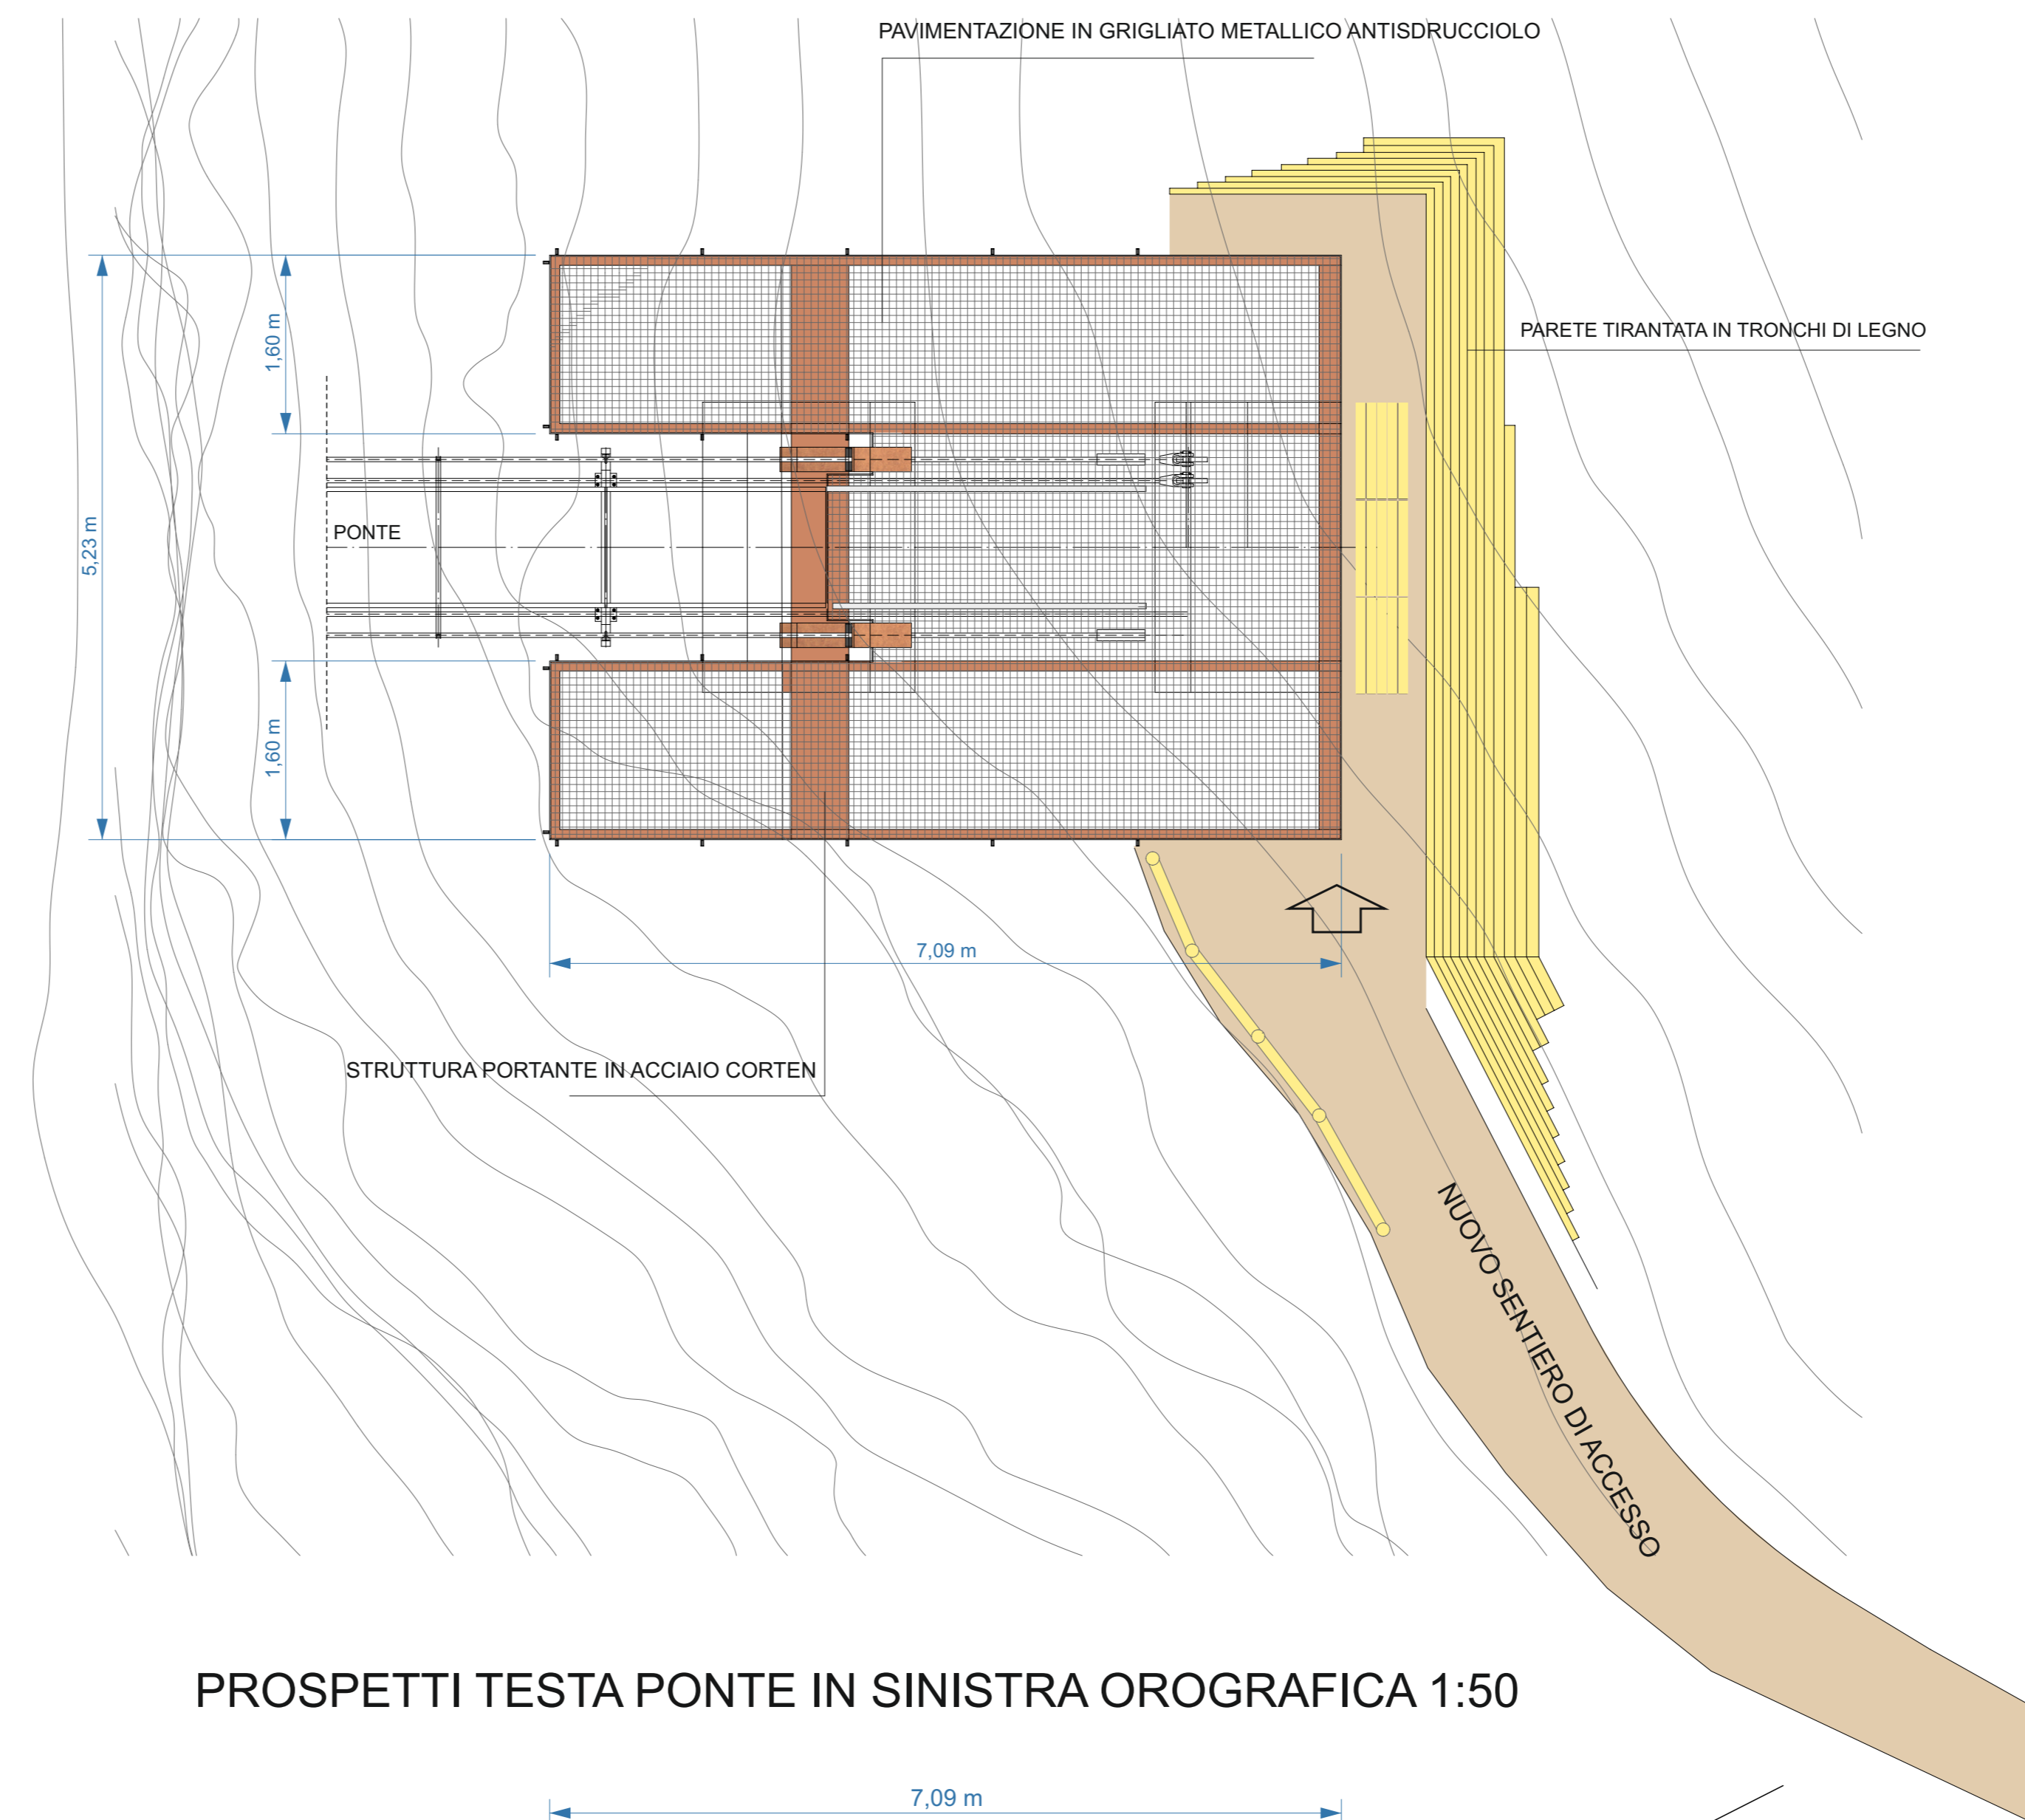 PAVIMENTAZIONE IN GRIGLIATO METALLICO ANTISDRUCCIOLO
PARETE TIRANTATA IN TRONCHI DI LEGNO
1,60 m
PONTE
5,23 m
1,60 m
7,09 m
STRUTTURA PORTANTE IN ACCIAIO CORTEN
NUOVO SENTIERO DI ACCESSO
PROSPETTI TESTA PONTE IN SINISTRA OROGRAFICA 1:50
7,09 m